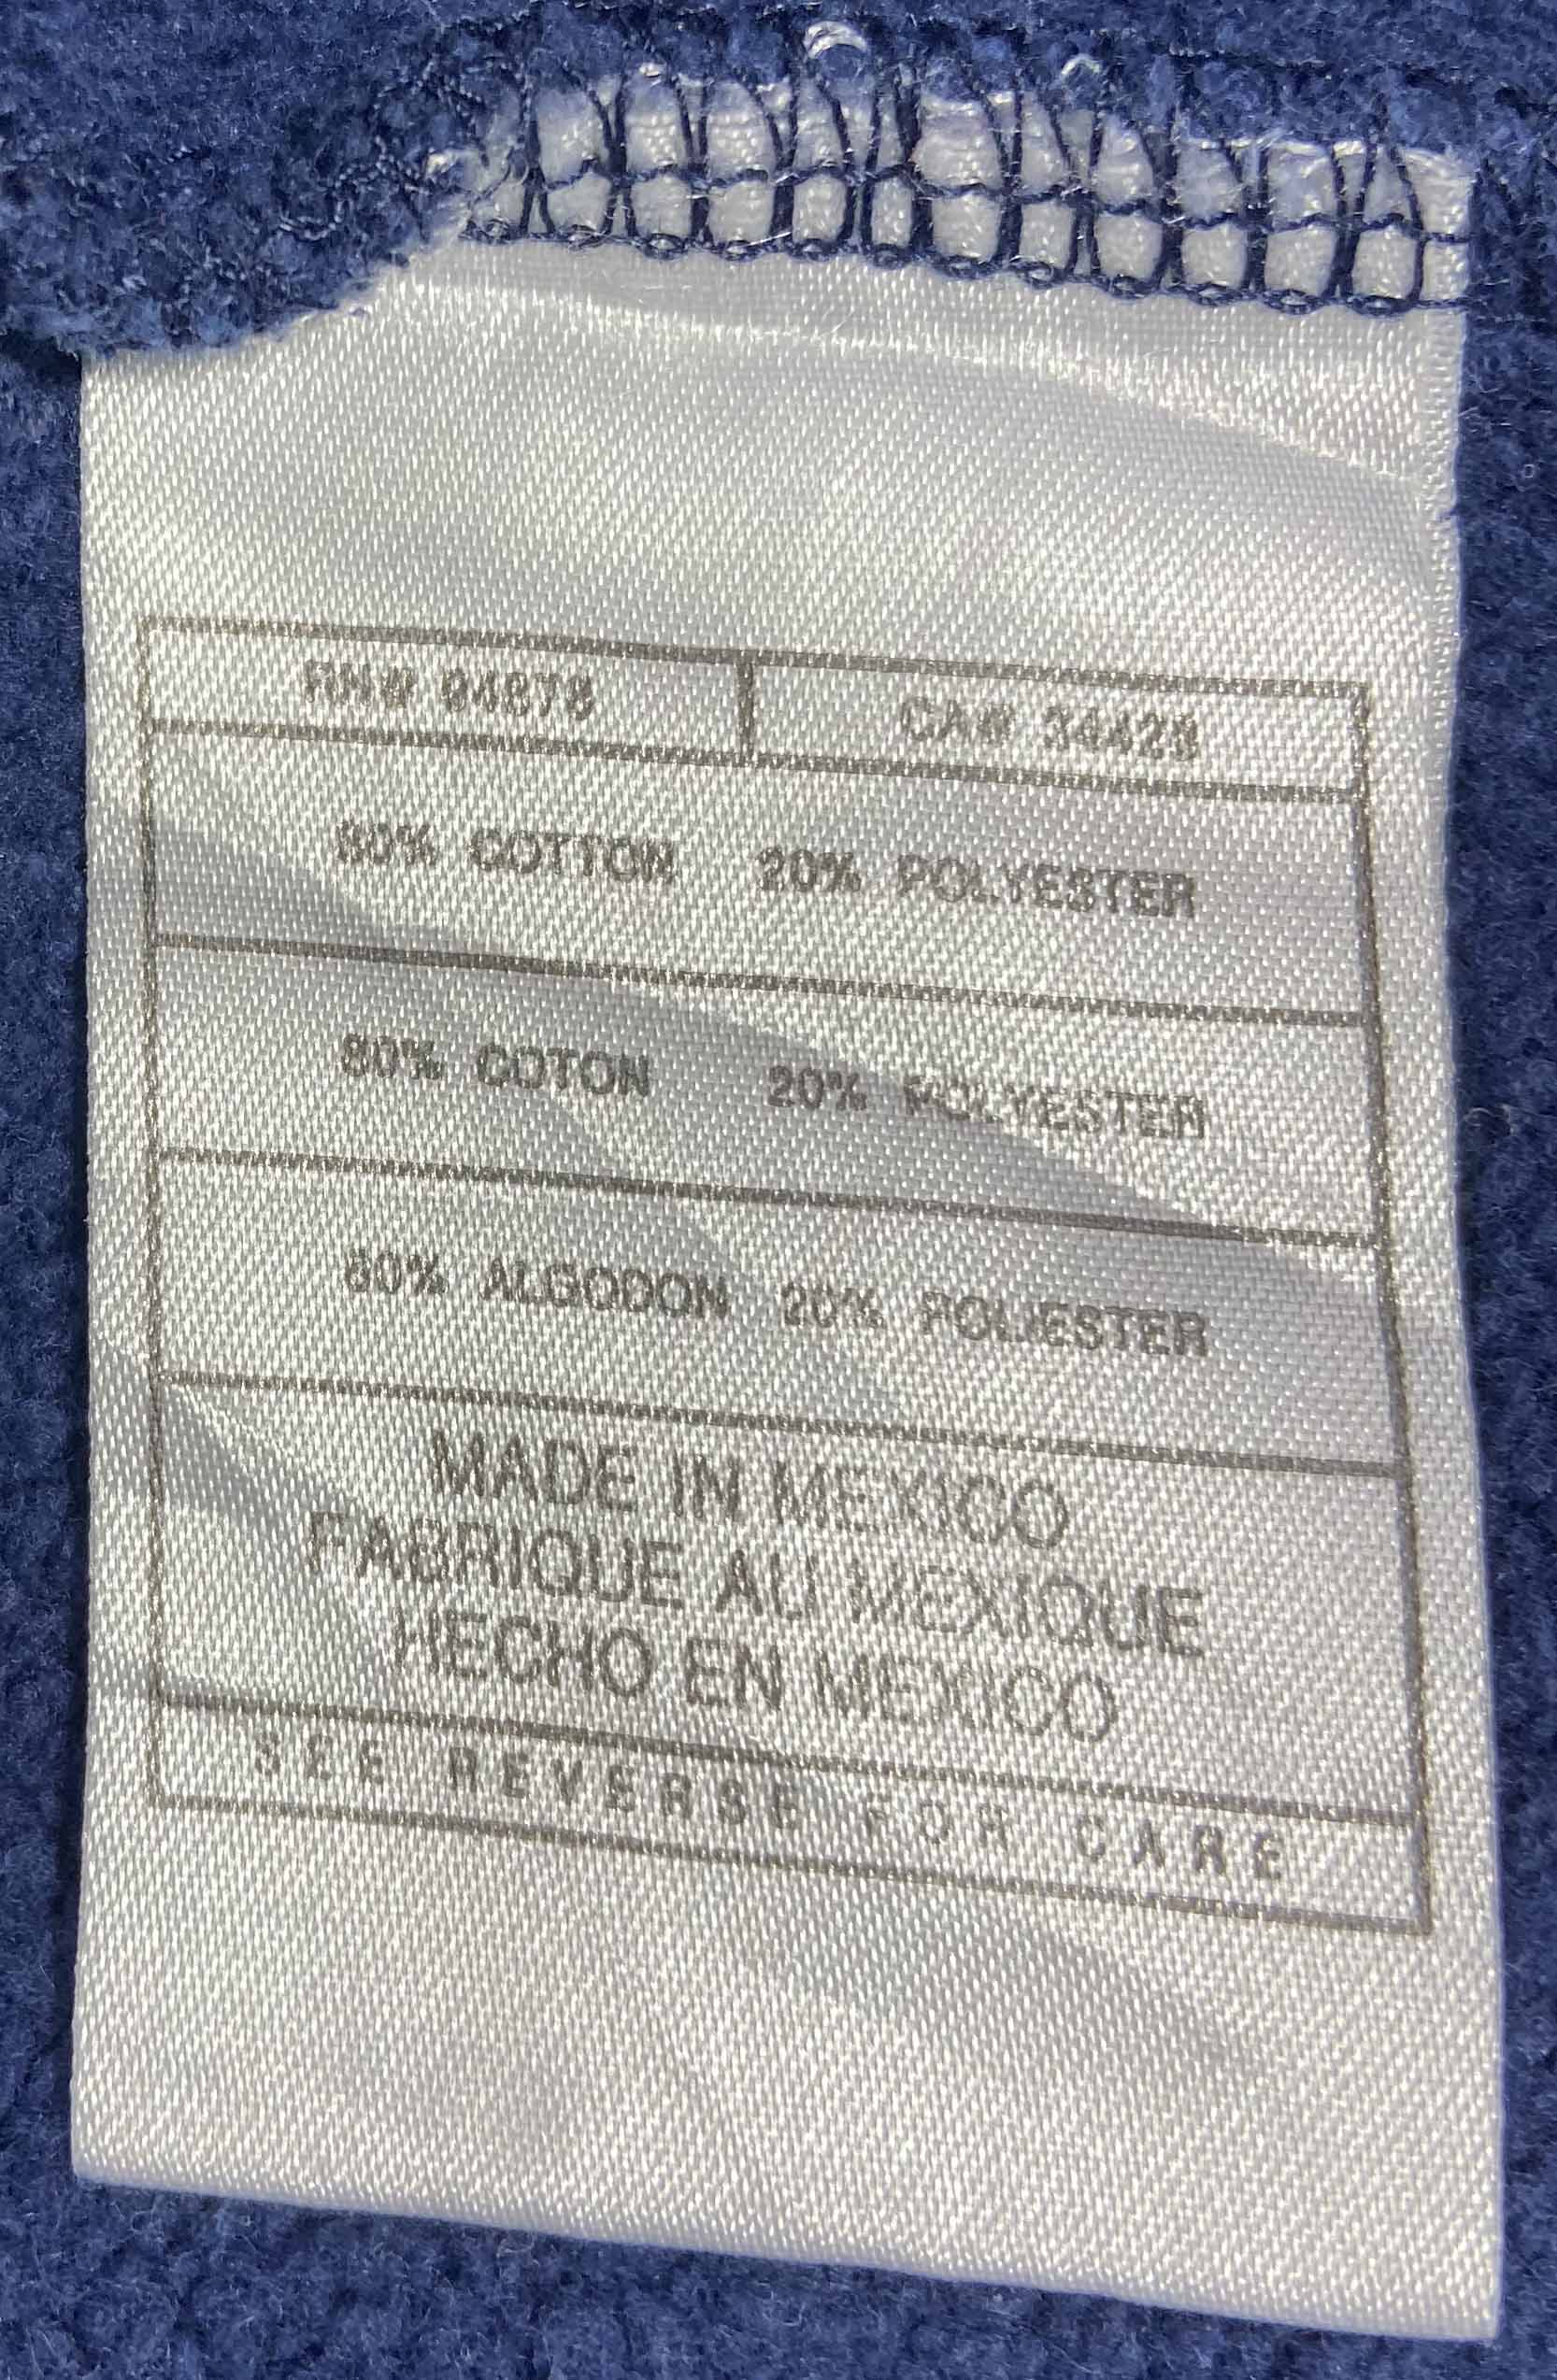 RN# 94878
CA# 34428
80% COTTON 20% POLYESTER
80% COTON 20% POLYESTER
80% ALGODON 20% POLIESTER
MADE IN MEXICO
FABRIQUE AU MEXIQUE
HECHO EN MEXICO
SEE REVERSE FOR CARE